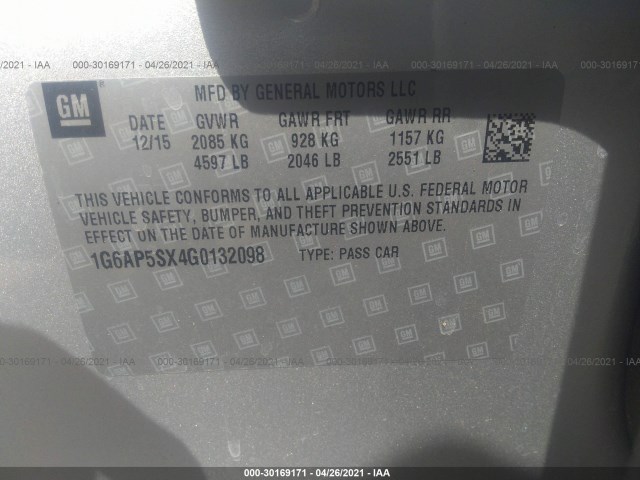 000-30169171 - 04/26/2021 - IAA
GM
MFD BY GENERAL MOTORS LLC
DATE GVWR GAWR FRT GAWR RR
12/15 2085 KG 928 KG 1157 KG
4597 LB 2046 LB 2551 LB
THIS VEHICLE CONFORMS TO ALL APPLICABLE U.S. FEDERAL MOTOR
VEHICLE SAFETY, BUMPER, AND THEFT PREVENTION STANDARDS IN
EFFECT ON THE DATE OF MANUFACTURE SHOWN ABOVE.
1G6AP5SX4G0132098 TYPE: PASS CAR
000-30169171 - 04/26/2021 - IAA
000-30169171 - 04/26/2021 - IAA